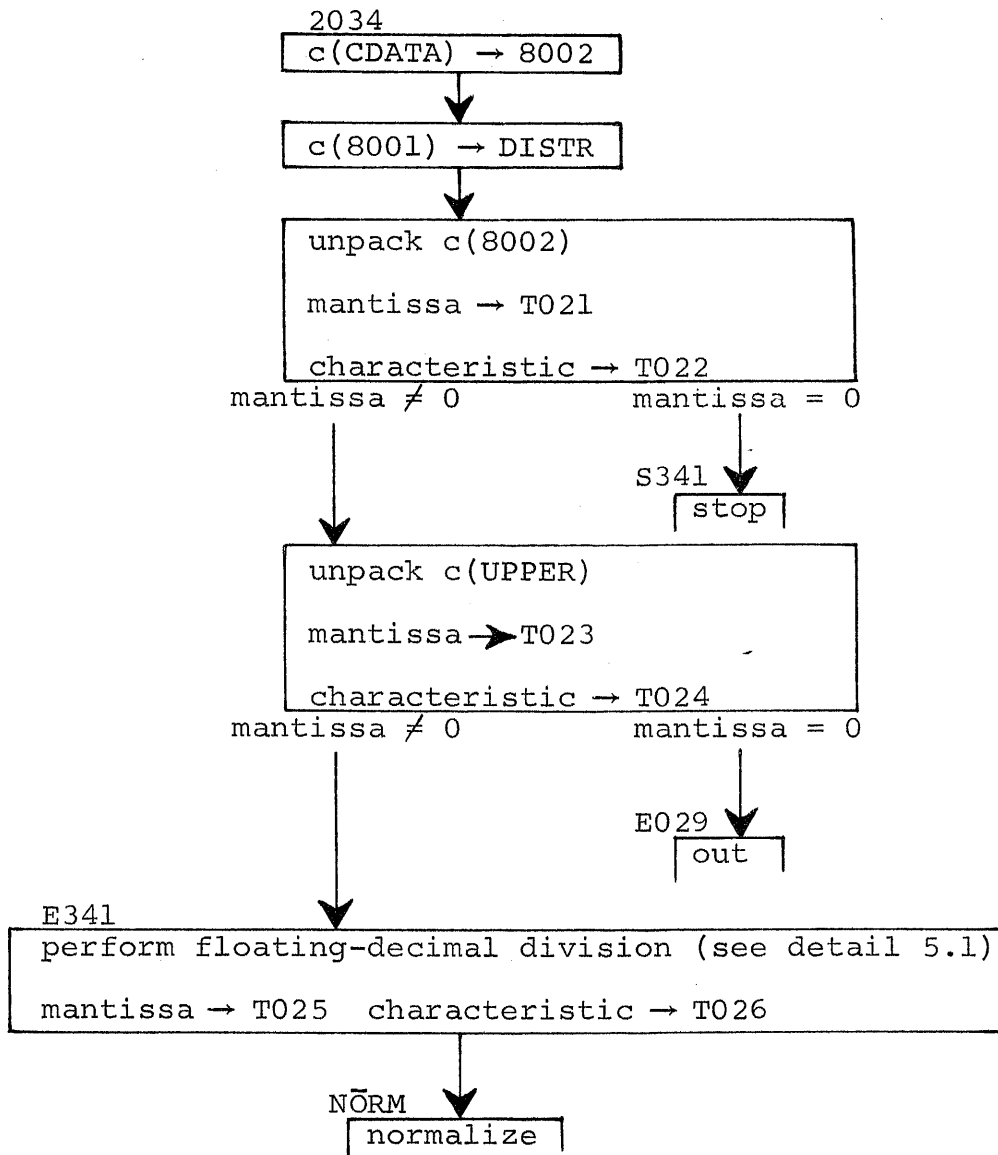 2034
c(CDATA) → 8002
c(8001) → DISTR
unpack c(8002)
mantissa → T021
characteristic → T022
mantissa ≠ 0 mantissa = 0
S341
stop
unpack c(UPPER)
mantissa → T023
characteristic → T024
mantissa ≠ 0 mantissa = 0
E029
out
E341
perform floating-decimal division (see detail 5.1)
mantissa → T025 characteristic → T026
NŌRM
normalize